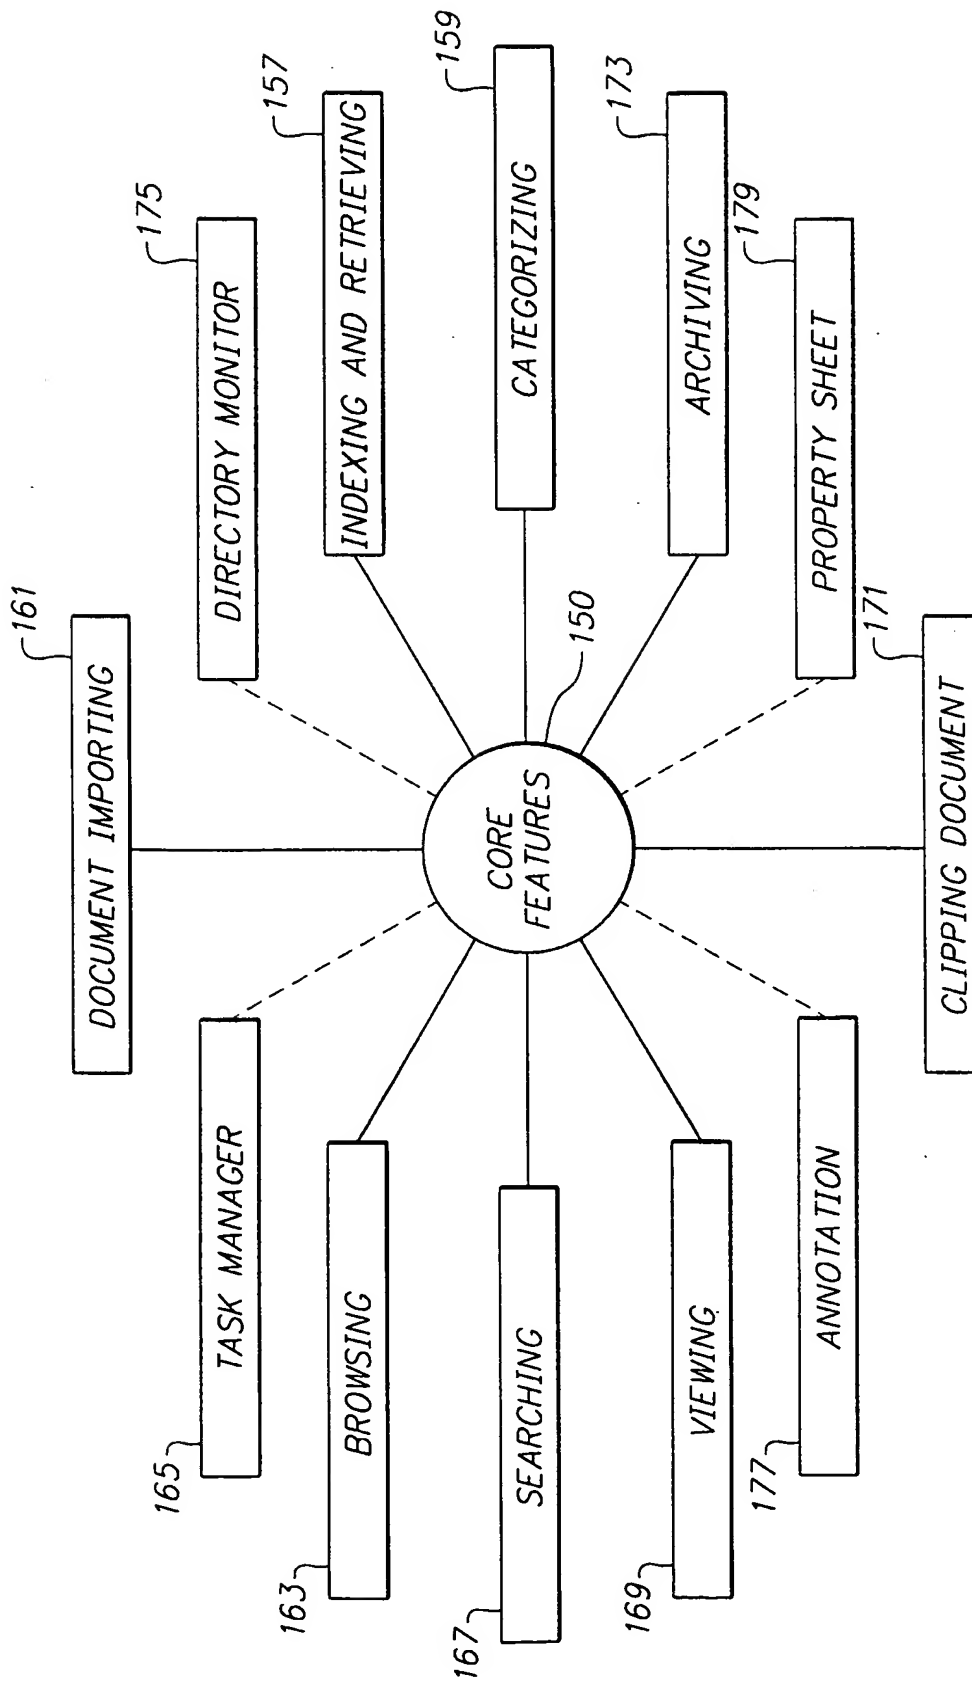 161
DOCUMENT IMPORTING
165
TASK MANAGER
175
DIRECTORY MONITOR
163
BROWSING
157
INDEXING AND RETRIEVING
167
SEARCHING
CORE
FEATURES
150
159
CATEGORIZING
169
VIEWING
173
ARCHIVING
177
ANNOTATION
179
PROPERTY SHEET
171
CLIPPING DOCUMENT